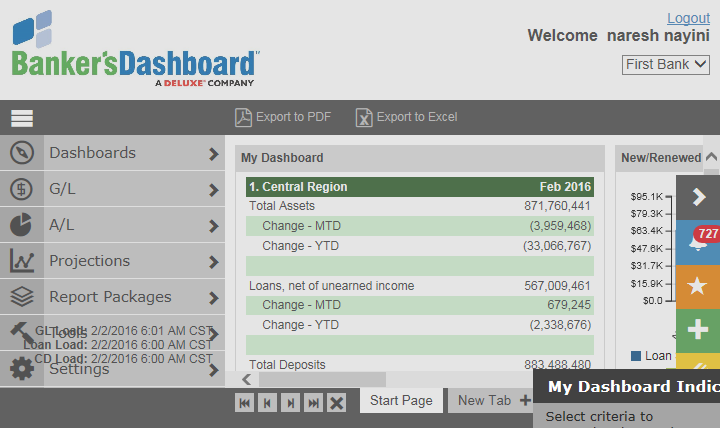 Logout
Welcome naresh nayini
Banker'sDashboard
A DELUXE COMPANY
First Bank
Export to PDF
Export to Excel
Dashboards
G/L
A/L
Projections
Report Packages
Tools
Settings
GL Load: 2/2/2016 6:01 AM CST
Loan Load: 2/2/2016 6:00 AM CST
CD Load: 2/2/2016 6:00 AM CST
My Dashboard
1. Central Region Feb 2016
Total Assets 871,760,441
Change - MTD (3,959,468)
Change - YTD (33,066,767)
Loans, net of unearned income 567,009,461
Change - MTD 679,245
Change - YTD (2,338,676)
Total Deposits 883,488,480
New/Renewed
$95.1K
$79.3K
$63.4K
$47.6K
$31.7K
$15.9K
$0.0
Loan
727
Start Page
New Tab
My Dashboard Indic
Select criteria to